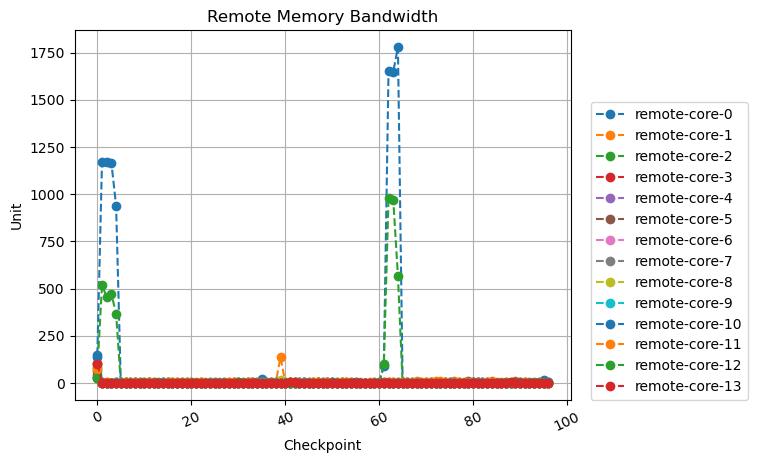 Remote Memory Bandwidth
Unit
1750
1500
1250
1000
750
500
250
0
0
20
40
60
80
100
Checkpoint
remote-core-0
remote-core-1
remote-core-2
remote-core-3
remote-core-4
remote-core-5
remote-core-6
remote-core-7
remote-core-8
remote-core-9
remote-core-10
remote-core-11
remote-core-12
remote-core-13